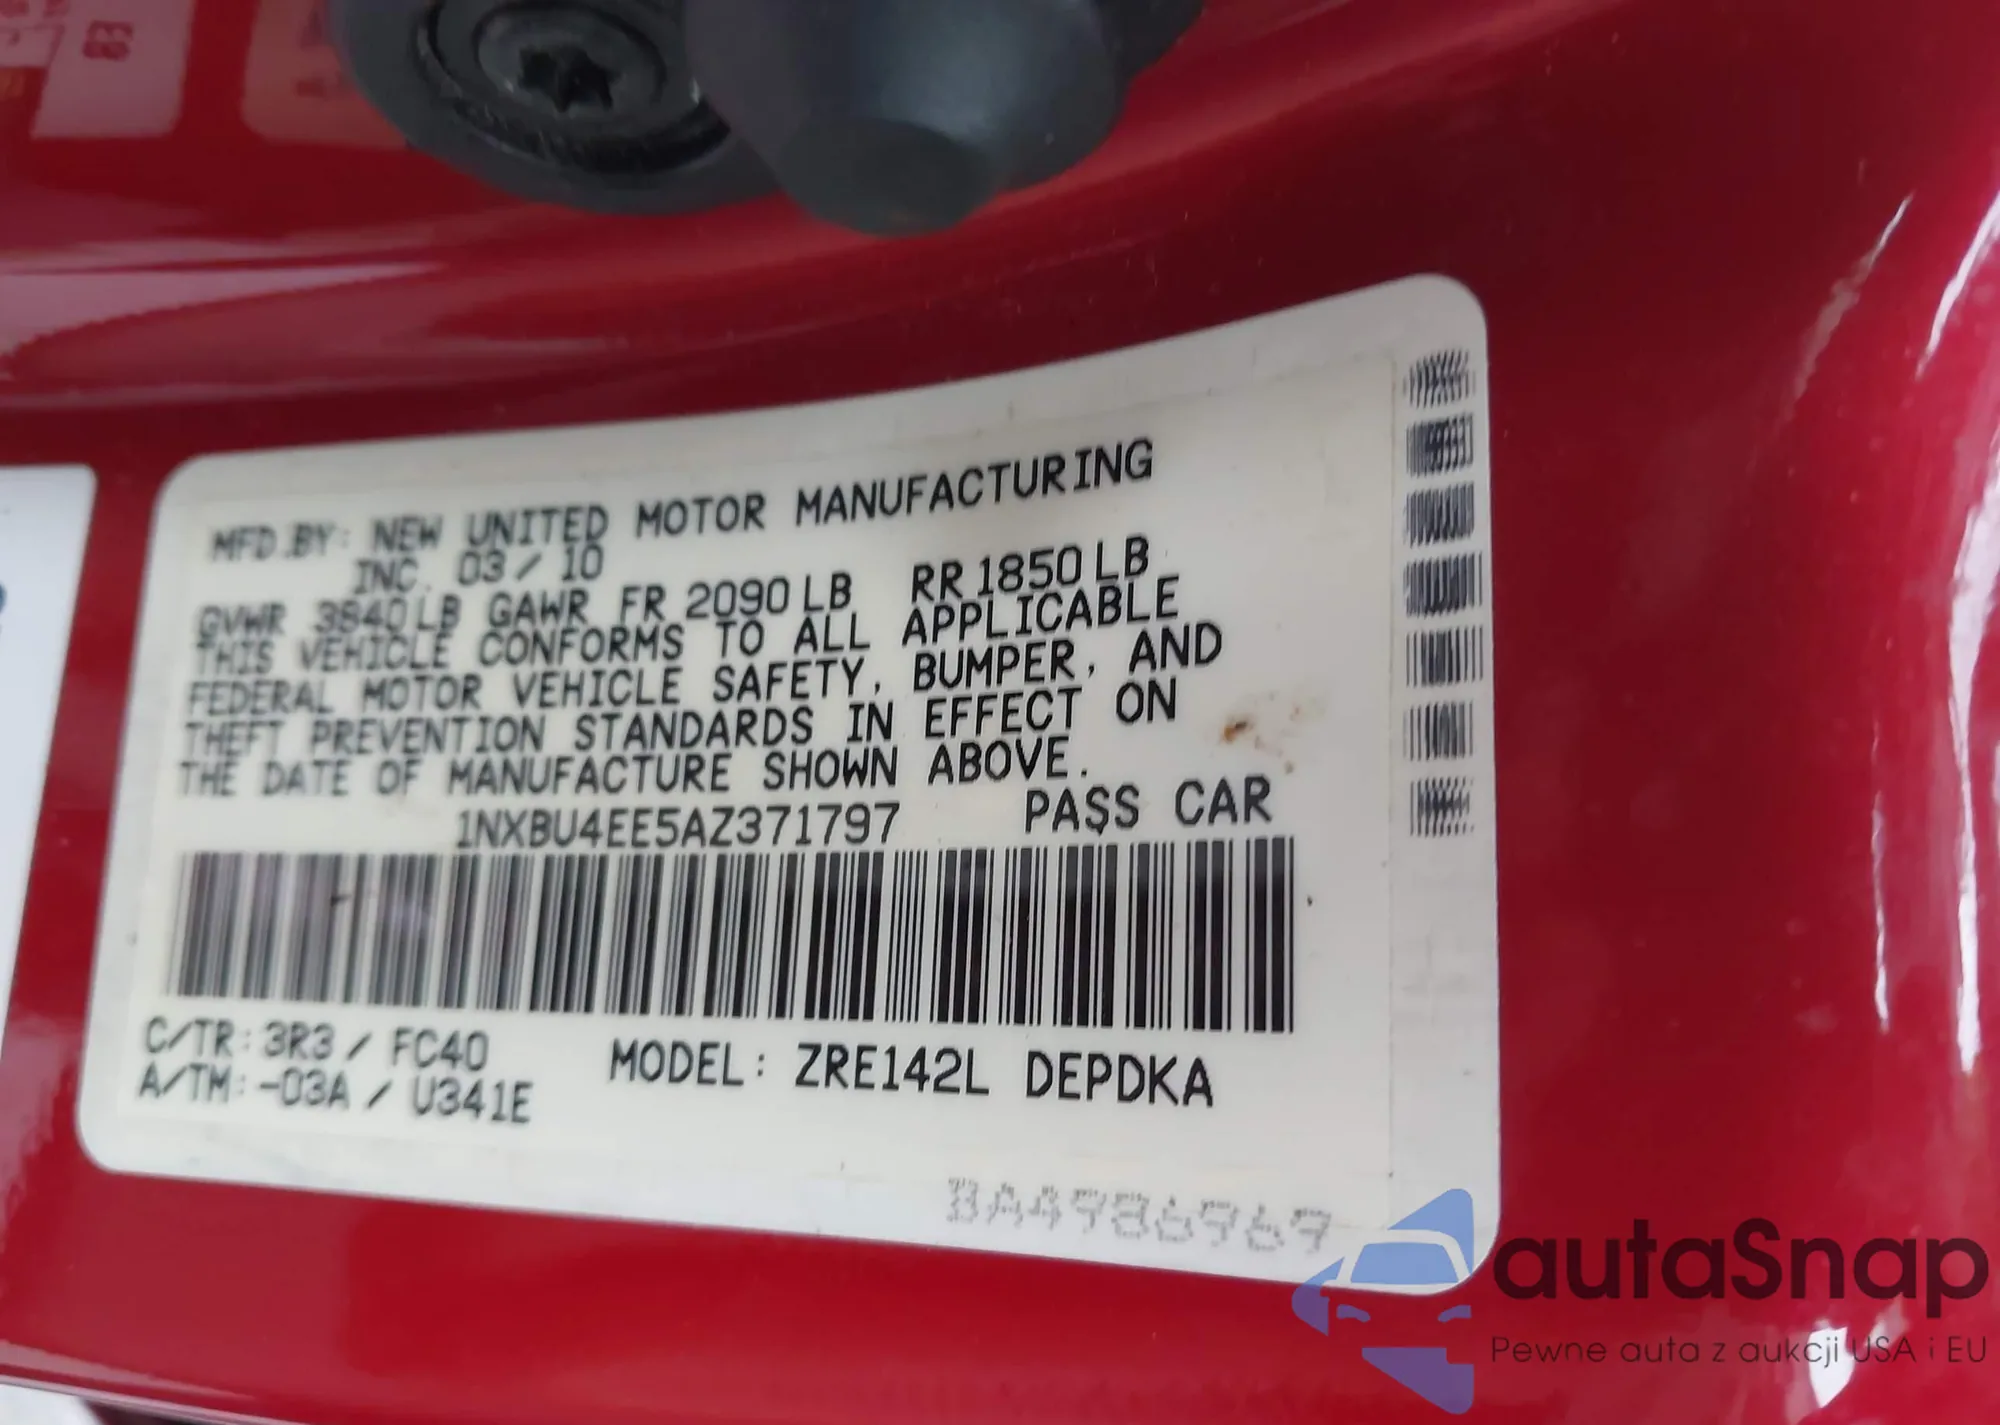 MFD.BY: NEW UNITED MOTOR MANUFACTURING
INC. 03/10
GVWR 3840LB GAWR FR 2090LB RR1850LB
THIS VEHICLE CONFORMS TO ALL APPLICABLE
FEDERAL MOTOR VEHICLE SAFETY, BUMPER, AND
THEFT PREVENTION STANDARDS IN EFFECT ON
THE DATE OF MANUFACTURE SHOWN ABOVE.
1NXBU4EE5AZ371797 PASS CAR
C/TR: 3R3 / FC40
A/TM: -03A / U341E
MODEL: ZRE142L DEPDKA
BA4986969
autaSnap
Pewne auta z aukcji USA i EU